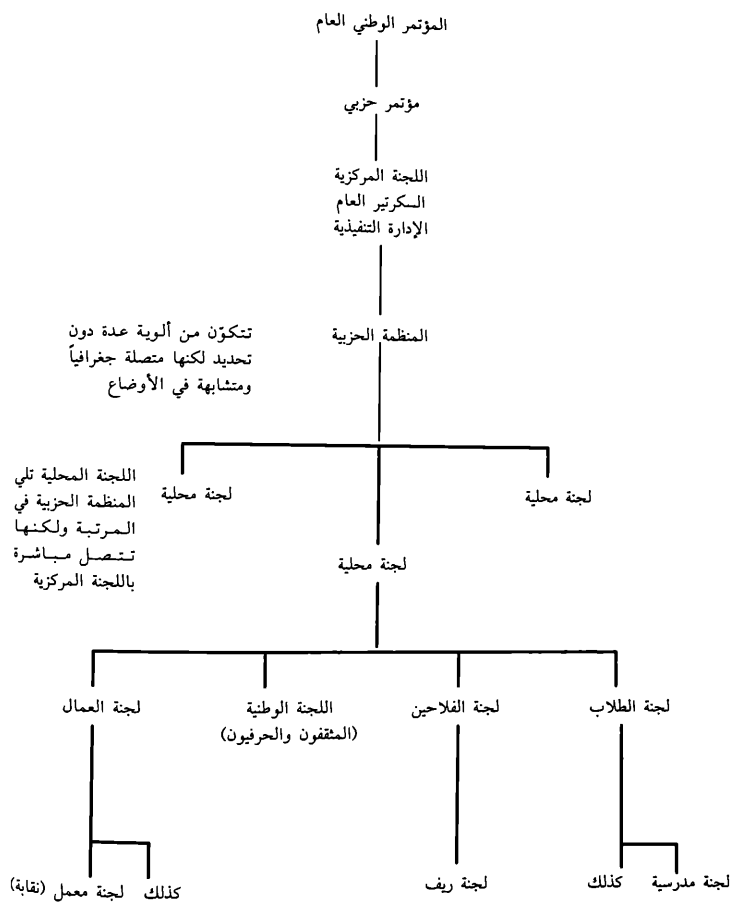 المؤتمر الوطني العام
مؤتمر حزبي
اللجنة المركزية
السكرتير العام
الإدارة التنفيذية
المنظمة الحزبية
تتكوّن من ألوية عدة دون
تحديد لكنها متصلة جغرافياً
ومتشابهة في الأوضاع
لجنة محلية
لجنة محلية
اللجنة المحلية تلي
المنظمة الحزبية في
المرتبة ولكنها
تتصل مباشرة
باللجنة المركزية
لجنة محلية
لجنة الطلاب
لجنة الفلاحين
اللجنة الوطنية
(المثقفون والحرفيون)
لجنة العمال
لجنة مدرسية
كذلك
لجنة ريف
كذلك
لجنة معمل (نقابة)